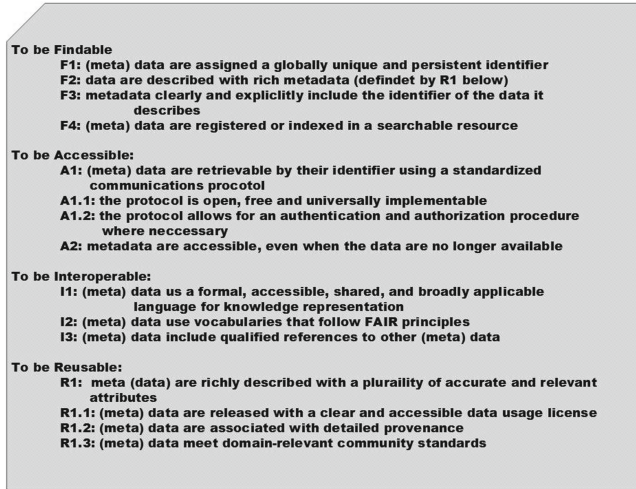 To be Findable
F1: (meta) data are assigned a globally unique and persistent identifier
F2: data are described with rich metadata (defindet by R1 below)
F3: metadata clearly and expliclitly include the identifier of the data it
describes
F4: (meta) data are registered or indexed in a searchable resource
To be Accessible:
A1: (meta) data are retrievable by their identifier using a standardized
communications procotol
A1.1: the protocol is open, free and universally implementable
A1.2: the protocol allows for an authentication and authorization procedure
where neccessary
A2: metadata are accessible, even when the data are no longer available
To be Interoperable:
I1: (meta) data us a formal, accessible, shared, and broadly applicable
language for knowledge representation
I2: (meta) data use vocabularies that follow FAIR principles
I3: (meta) data include qualified references to other (meta) data
To be Reusable:
R1: meta (data) are richly described with a pluraility of accurate and relevant
attributes
R1.1: (meta) data are released with a clear and accessible data usage license
R1.2: (meta) data are associated with detailed provenance
R1.3: (meta) data meet domain-relevant community standards